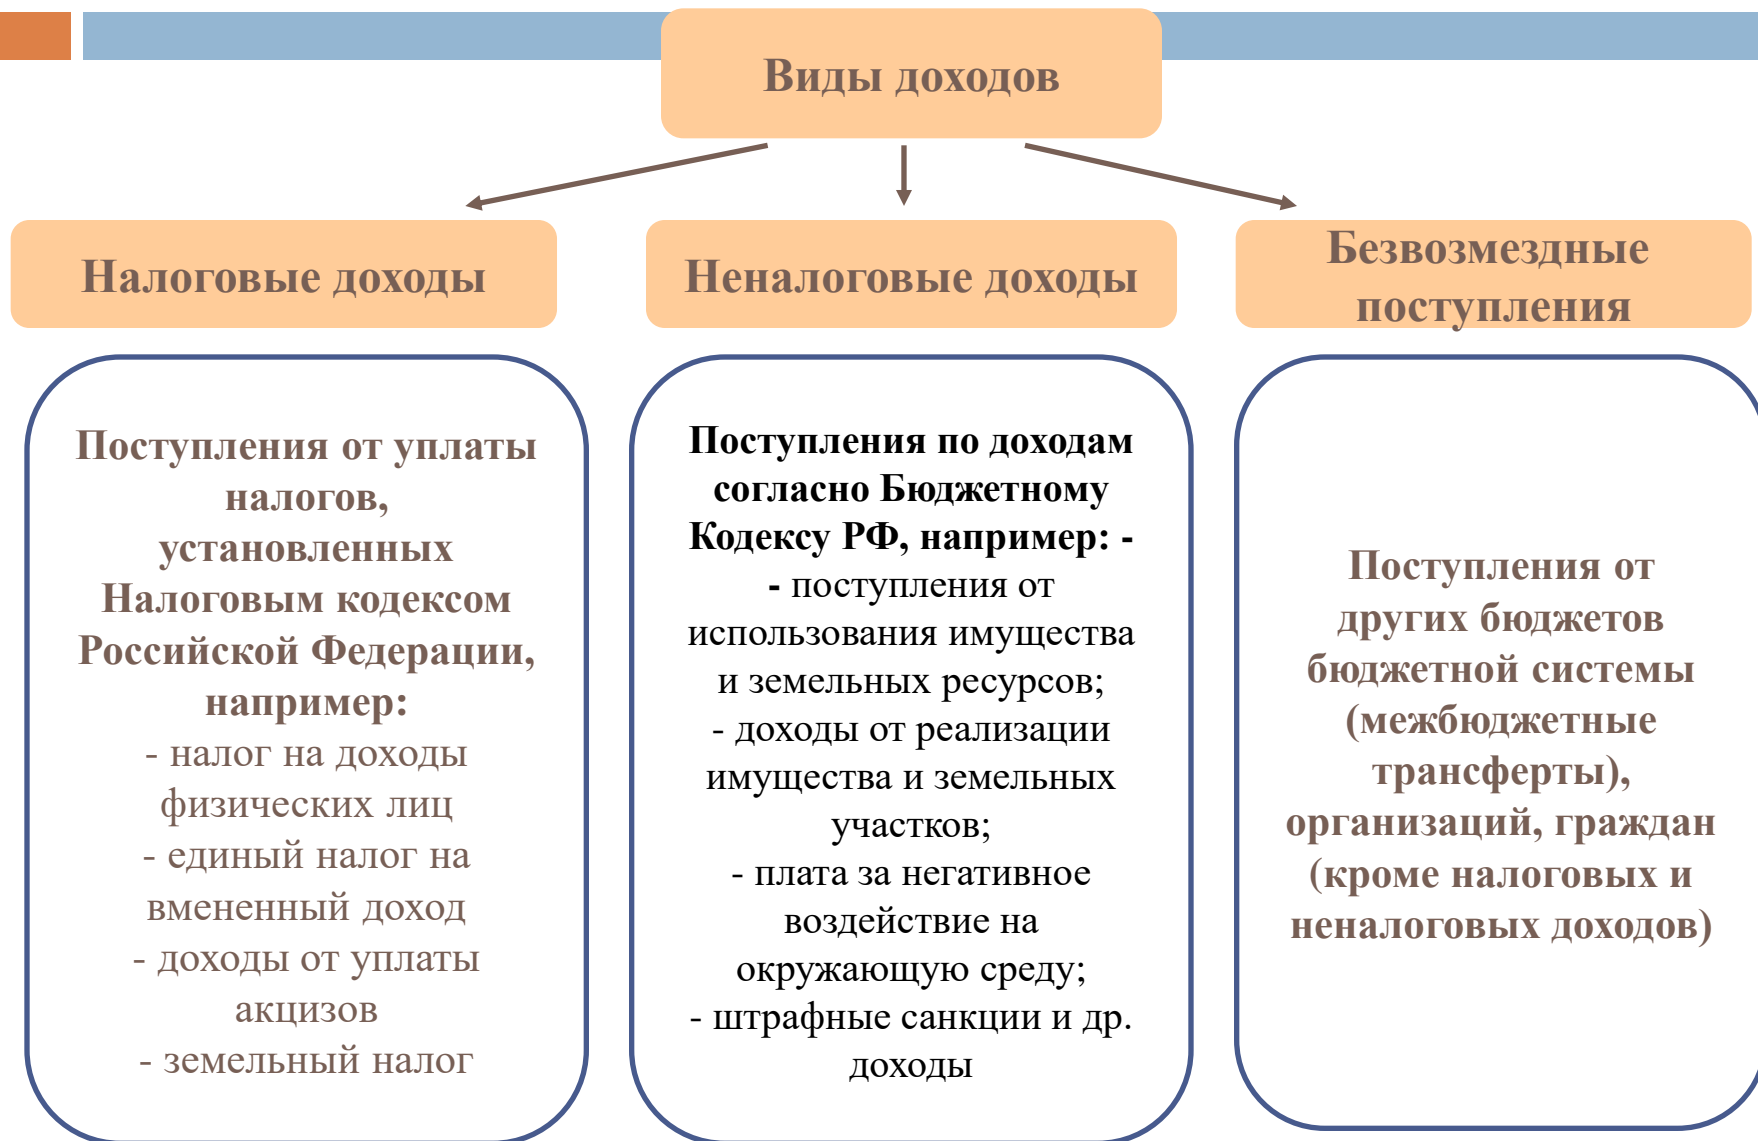 Виды доходов
Налоговые доходы
Неналоговые доходы
Безвозмездные
поступления
Поступления от уплаты
налогов,
установленных
Налоговым кодексом
Российской Федерации,
например:
- налог на доходы
физических лиц
- единый налог на
вмененный доход
- доходы от уплаты
акцизов
- земельный налог
Поступления по доходам
согласно Бюджетному
Кодексу РФ, например: -
- поступления от
использования имущества
и земельных ресурсов;
- доходы от реализации
имущества и земельных
участков;
- плата за негативное
воздействие на
окружающую среду;
- штрафные санкции и др.
доходы
Поступления от
других бюджетов
бюджетной системы
(межбюджетные
трансферты),
организаций, граждан
(кроме налоговых и
неналоговых доходов)